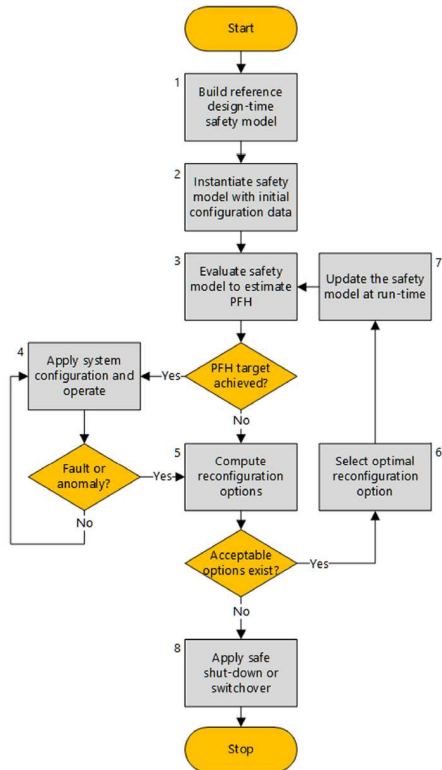 Start
1
Build reference
design-time
safety model
2
Instantiate safety
model with initial
configuration data
3
Evaluate safety
model to estimate
PFH
7
Update the safety
model at run-time
4
Apply system
configuration and
operate
Yes
PFH target
achieved?
No
Fault or
anomaly?
Yes
No
5
Compute
reconfiguration
options
6
Select optimal
reconfiguration
option
Acceptable
options exist?
Yes
No
8
Apply safe
shut-down or
switchover
Stop